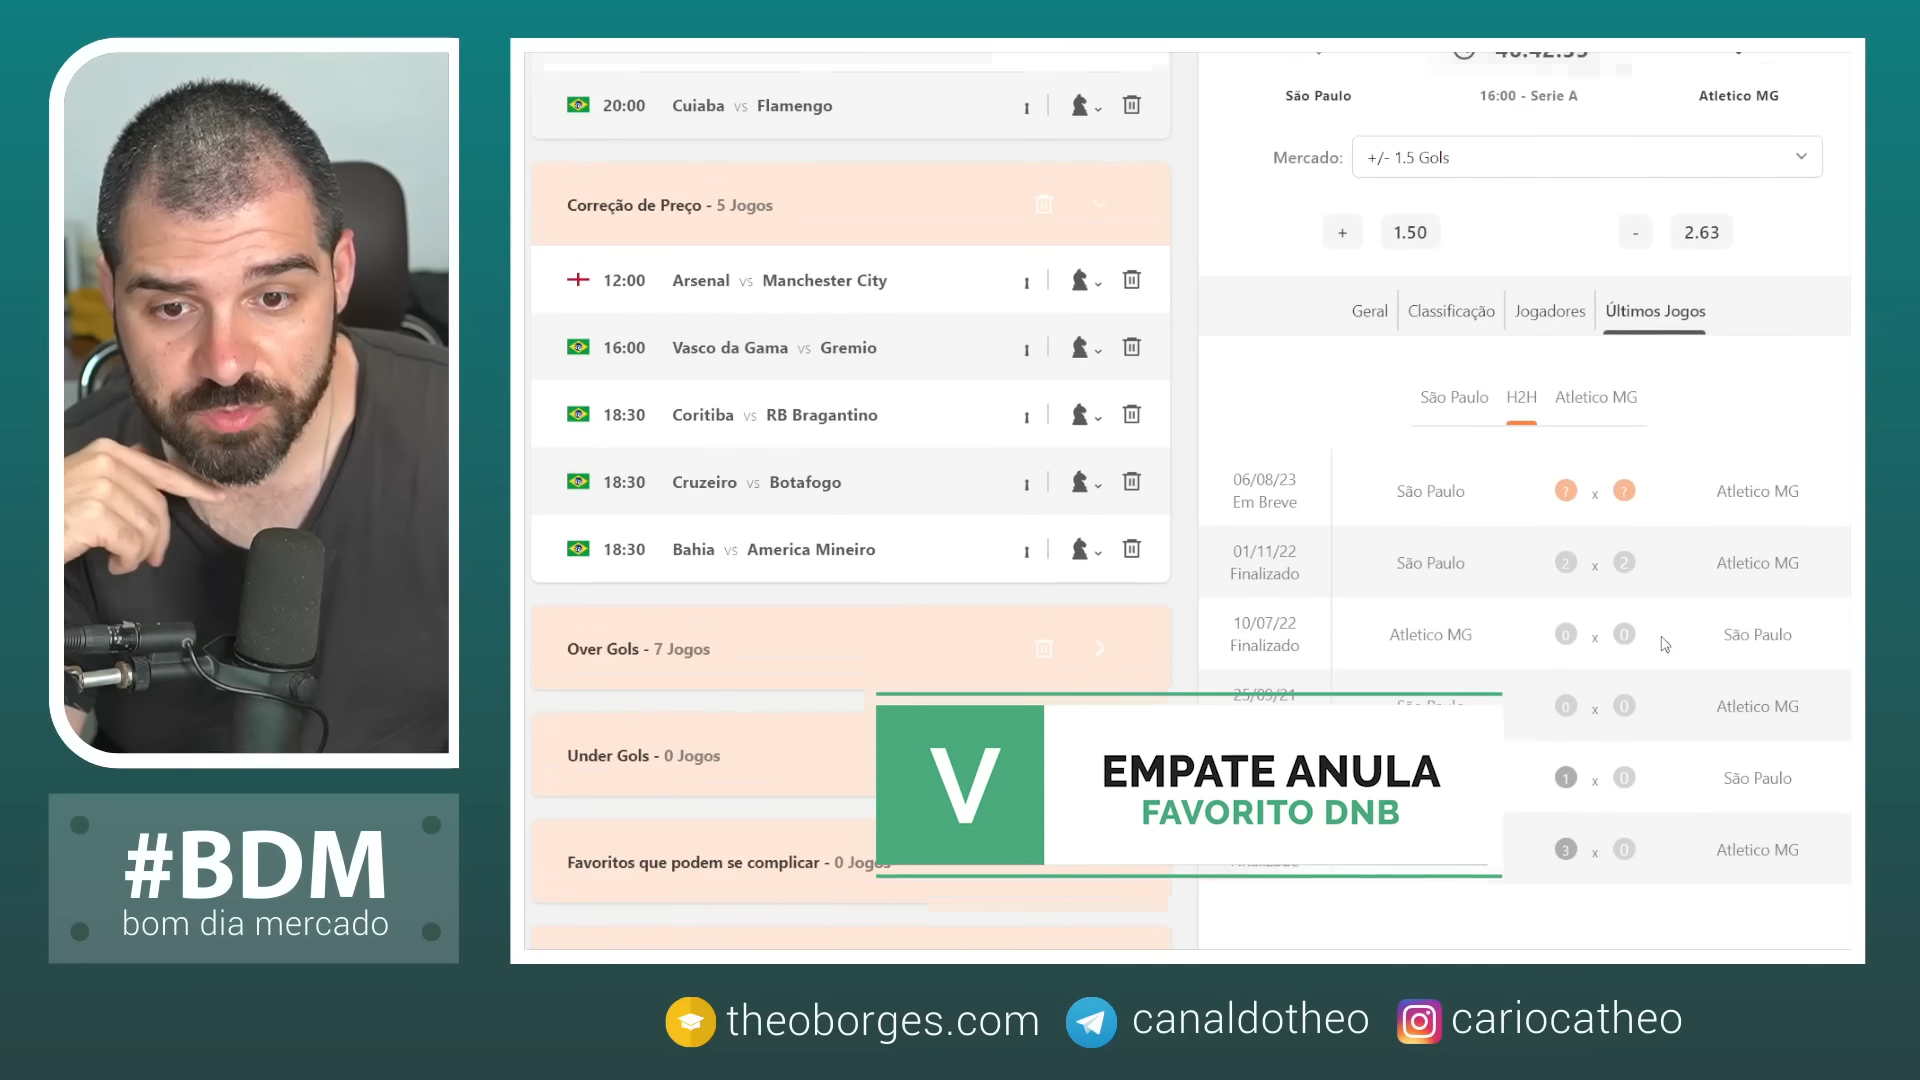 20:00 Cuiaba vs Flamengo
Correção de Preço - 5 Jogos
12:00 Arsenal vs Manchester City
16:00 Vasco da Gama vs Gremio
18:30 Coritiba vs RB Bragantino
18:30 Cruzeiro vs Botafogo
18:30 Bahia vs America Mineiro
Over Gols - 7 Jogos
Under Gols - 0 Jogos
Favoritos que podem se complicar - 0 Jogos
São Paulo 16:00 - Serie A Atletico MG
Mercado: +/- 1.5 Gols
+ 1.50 - 2.63
Geral Classificação Jogadores Últimos Jogos
São Paulo H2H Atletico MG
06/08/23
Em Breve
São Paulo ? x ? Atletico MG
01/11/22
Finalizado
São Paulo 2 x 2 Atletico MG
10/07/22
Finalizado
Atletico MG 0 x 0 São Paulo
25/09/21
São Paulo 0 x 0 Atletico MG
1 x 0 São Paulo
3 x 0 Atletico MG
V
EMPATE ANULA
FAVORITO DNB
#BDM
bom dia mercado
theoborges.com canaldotheo cariocatheo